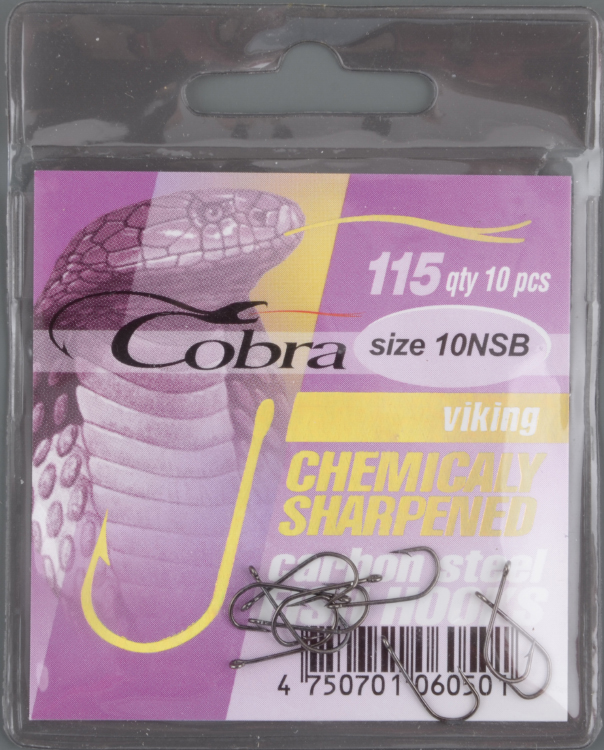 115 qty 10 pcs
Cobra
size 10NSB
viking
CHEMICALY
SHARPENED
carbon steel
HOOKS
4 750701 060501